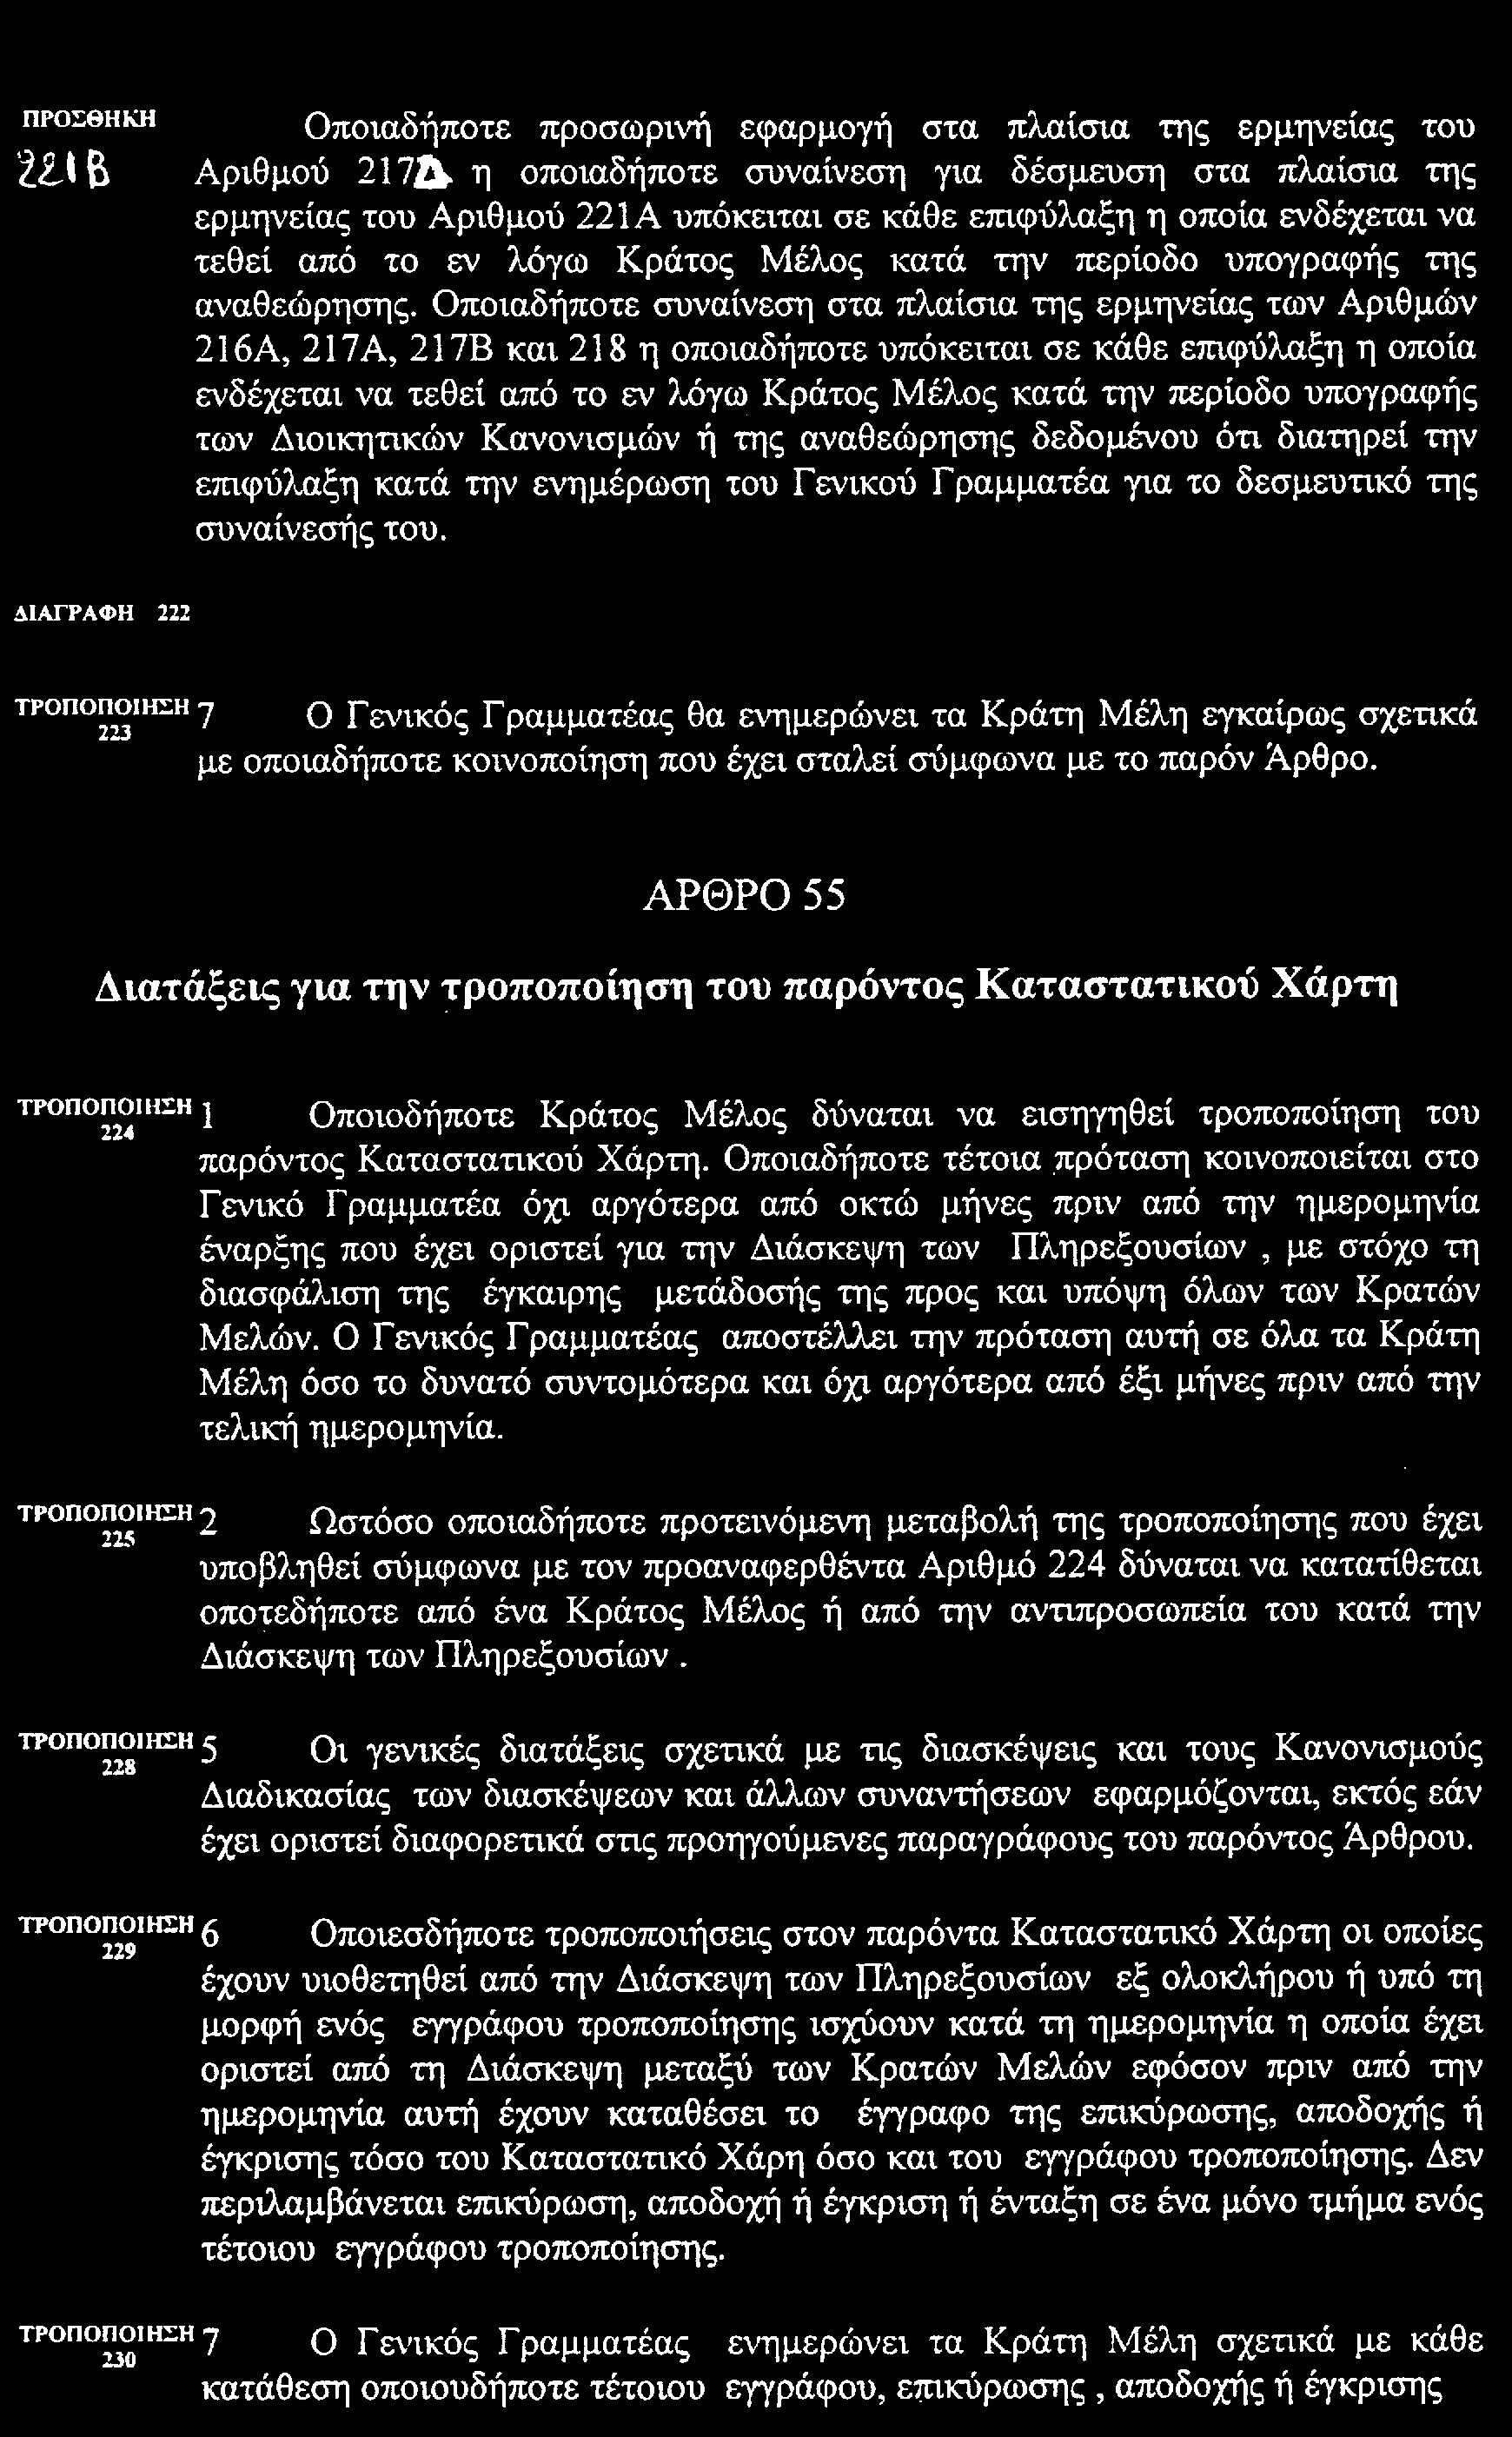 ΠΡΟΣΘΗΚΗ Οποιαδήποτε προσωρινή εφαρμογή στα πλαίσια της ερμηνείας του
221Β Αριθμού 217Δ η οποιαδήποτε συναίνεση για δέσμευση στα πλαίσια της
ερμηνείας του Αριθμού 221Α υπόκειται σε κάθε επιφύλαξη η οποία ενδέχεται να
τεθεί από το εν λόγω Κράτος Μέλος κατά την περίοδο υπογραφής της
αναθεώρησης. Οποιαδήποτε συναίνεση στα πλαίσια της ερμηνείας των Αριθμών
216Α, 217Α, 217Β και 218 η οποιαδήποτε υπόκειται σε κάθε επιφύλαξη η οποία
ενδέχεται να τεθεί από το εν λόγω Κράτος Μέλος κατά την περίοδο υπογραφής
των Διοικητικών Κανονισμών ή της αναθεώρησης δεδομένου ότι διατηρεί την
επιφύλαξη κατά την ενημέρωση του Γενικού Γραμματέα για το δεσμευτικό της
συναίνεσής του.
ΔΙΑΓΡΑΦΗ 222
ΤΡΟΠΟΠΟΙΗΣΗ 7 Ο Γενικός Γραμματέας θα ενημερώνει τα Κράτη Μέλη εγκαίρως σχετικά
223
με οποιαδήποτε κοινοποίηση που έχει σταλεί σύμφωνα με το παρόν Άρθρο.
ΑΡΘΡΟ 55
Διατάξεις για την τροποποίηση του παρόντος Καταστατικού Χάρτη
ΤΡΟΠΟΠΟΙΗΣΗ 1 Οποιοδήποτε Κράτος Μέλος δύναται να εισηγηθεί τροποποίηση του
224
παρόντος Καταστατικού Χάρτη. Οποιαδήποτε τέτοια πρόταση κοινοποιείται στο
Γενικό Γραμματέα όχι αργότερα από οκτώ μήνες πριν από την ημερομηνία
έναρξης που έχει οριστεί για την Διάσκεψη των Πληρεξουσίων , με στόχο τη
διασφάλιση της έγκαιρης μετάδοσής της προς και υπόψη όλων των Κρατών
Μελών. Ο Γενικός Γραμματέας αποστέλλει την πρόταση αυτή σε όλα τα Κράτη
Μέλη όσο το δυνατό συντομότερα και όχι αργότερα από έξι μήνες πριν από την
τελική ημερομηνία.
ΤΡΟΠΟΠΟΙΗΣΗ 2 Ωστόσο οποιαδήποτε προτεινόμενη μεταβολή της τροποποίησης που έχει
225
υποβληθεί σύμφωνα με τον προαναφερθέντα Αριθμό 224 δύναται να κατατίθεται
οποτεδήποτε από ένα Κράτος Μέλος ή από την αντιπροσωπεία του κατά την
Διάσκεψη των Πληρεξουσίων .
ΤΡΟΠΟΠΟΙΗΣΗ 5 Οι γενικές διατάξεις σχετικά με τις διασκέψεις και τους Κανονισμούς
228
Διαδικασίας των διασκέψεων και άλλων συναντήσεων εφαρμόζονται, εκτός εάν
έχει οριστεί διαφορετικά στις προηγούμενες παραγράφους του παρόντος Άρθρου.
ΤΡΟΠΟΠΟΙΗΣΗ 6 Οποιεσδήποτε τροποποιήσεις στον παρόντα Καταστατικό Χάρτη οι οποίες
229
έχουν υιοθετηθεί από την Διάσκεψη των Πληρεξουσίων εξ ολοκλήρου ή υπό τη
μορφή ενός εγγράφου τροποποίησης ισχύουν κατά τη ημερομηνία η οποία έχει
οριστεί από τη Διάσκεψη μεταξύ των Κρατών Μελών εφόσον πριν από την
ημερομηνία αυτή έχουν καταθέσει το έγγραφο της επικύρωσης, αποδοχής ή
έγκρισης τόσο του Καταστατικό Χάρη όσο και του εγγράφου τροποποίησης. Δεν
περιλαμβάνεται επικύρωση, αποδοχή ή έγκριση ή ένταξη σε ένα μόνο τμήμα ενός
τέτοιου εγγράφου τροποποίησης.
ΤΡΟΠΟΠΟΙΗΣΗ 7 Ο Γενικός Γραμματέας ενημερώνει τα Κράτη Μέλη σχετικά με κάθε
230
κατάθεση οποιουδήποτε τέτοιου εγγράφου, επικύρωσης , αποδοχής ή έγκρισης